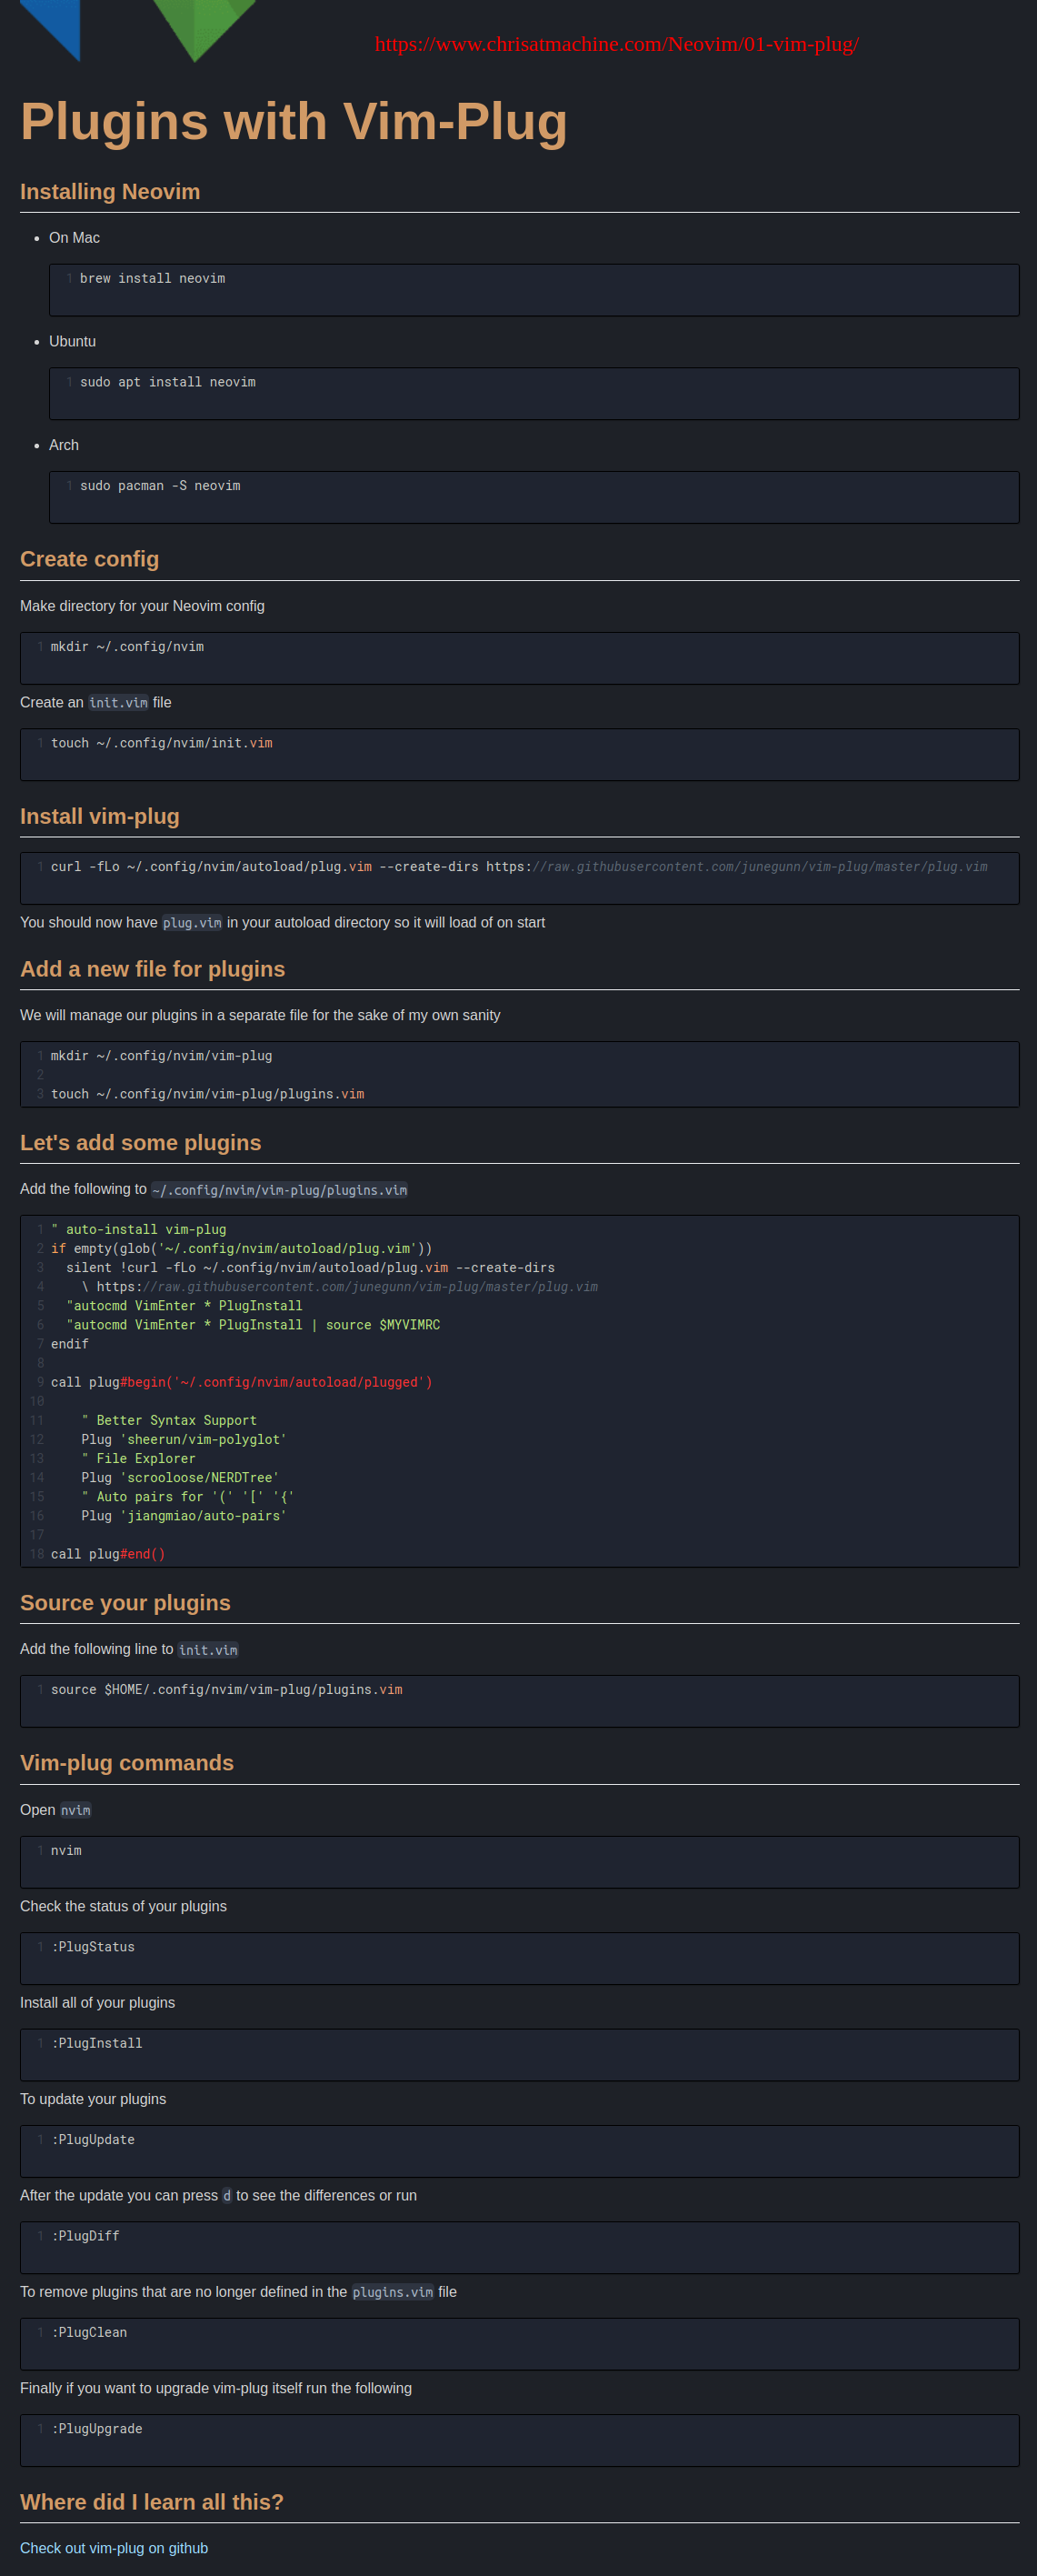 https://www.chrisatmachine.com/Neovim/01-vim-plug/
Plugins with Vim-Plug
Installing Neovim
• On Mac
1 brew install neovim
• Ubuntu
1 sudo apt install neovim
• Arch
1 sudo pacman -S neovim
Create config
Make directory for your Neovim config
1 mkdir ~/.config/nvim
Create an init.vim file
1 touch ~/.config/nvim/init.vim
Install vim-plug
1 curl -fLo ~/.config/nvim/autoload/plug.vim --create-dirs https://raw.githubusercontent.com/junegunn/vim-plug/master/plug.vim
You should now have plug.vim in your autoload directory so it will load of on start
Add a new file for plugins
We will manage our plugins in a separate file for the sake of my own sanity
1 mkdir ~/.config/nvim/vim-plug
2
3 touch ~/.config/nvim/vim-plug/plugins.vim
Let's add some plugins
Add the following to ~/.config/nvim/vim-plug/plugins.vim
1 " auto-install vim-plug
2 if empty(glob('~/.config/nvim/autoload/plug.vim'))
3   silent !curl -fLo ~/.config/nvim/autoload/plug.vim --create-dirs
4     \ https://raw.githubusercontent.com/junegunn/vim-plug/master/plug.vim
5   "autocmd VimEnter * PlugInstall
6   "autocmd VimEnter * PlugInstall | source $MYVIMRC
7 endif
8
9 call plug#begin('~/.config/nvim/autoload/plugged')
10
11     " Better Syntax Support
12     Plug 'sheerun/vim-polyglot'
13     " File Explorer
14     Plug 'scrooloose/NERDTree'
15     " Auto pairs for '(' '[' '{'
16     Plug 'jiangmiao/auto-pairs'
17
18 call plug#end()
Source your plugins
Add the following line to init.vim
1 source $HOME/.config/nvim/vim-plug/plugins.vim
Vim-plug commands
Open nvim
1 nvim
Check the status of your plugins
1 :PlugStatus
Install all of your plugins
1 :PlugInstall
To update your plugins
1 :PlugUpdate
After the update you can press d to see the differences or run
1 :PlugDiff
To remove plugins that are no longer defined in the plugins.vim file
1 :PlugClean
Finally if you want to upgrade vim-plug itself run the following
1 :PlugUpgrade
Where did I learn all this?
Check out vim-plug on github